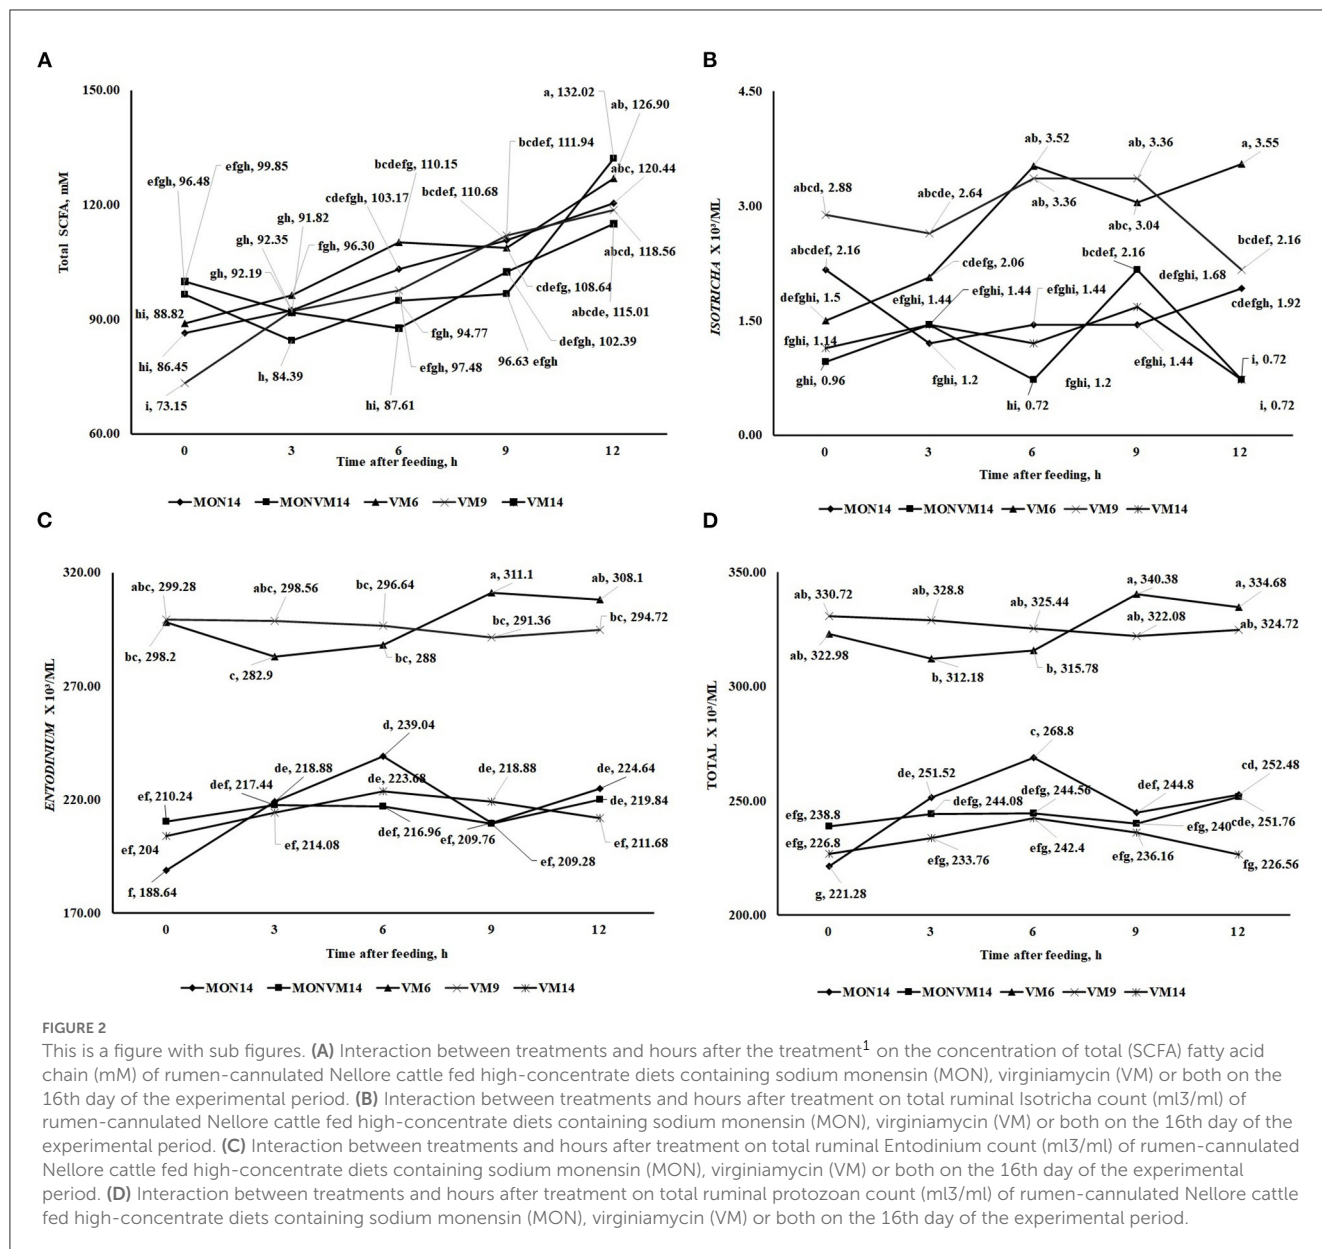 A
150.00
120.00
90.00
60.00
Total SCFA, mM
a, 132.02
ab, 126.90
efgh, 99.85
efgh, 96.48
bcdefg, 110.15
bcdef, 111.94
cdefgh, 103.17
bcdef, 110.68
abc, 120.44
gh, 91.82
gh, 92.35
fgh, 96.30
gh, 92.19
abcd, 118.56
hi, 88.82
cdefg, 108.64
abcde, 115.01
hi, 86.45
fgh, 94.77
defgh, 102.39
i, 73.15
h, 84.39
efgh, 97.48
96.63 efgh
hi, 87.61
0 3 6 9 12
Time after feeding, h
MON14 MONVM14 VM6 VM9 VM14
B
4.50
3.00
1.50
0.00
ISOTRICHA X 10³/ML
ab, 3.52
ab, 3.36
a, 3.55
abcd, 2.88
abcde, 2.64
ab, 3.36
abc, 3.04
abcdef, 2.16
cdefg, 2.06
bcdef, 2.16
bcdef, 2.16
defghi, 1.68
defghi, 1.5
efghi, 1.44
efghi, 1.44
efghi, 1.44
cdefgh, 1.92
fghi, 1.14
ghi, 0.96
fghi, 1.2
fghi, 1.2
efghi, 1.44
i, 0.72
hi, 0.72
i, 0.72
0 3 6 9 12
Time after feeding, h
MON14 MONVM14 VM6 VM9 VM14
C
320.00
270.00
220.00
170.00
ENTODINIUM X 10³/ML
abc, 299.28
abc, 298.56
bc, 296.64
a, 311.1
ab, 308.1
bc, 298.2
c, 282.9
bc, 288
bc, 291.36
bc, 294.72
d, 239.04
ef, 210.24
def, 217.44
de, 218.88
de, 223.68
de, 218.88
de, 224.64
de, 219.84
ef, 204
ef, 214.08
def, 216.96
ef, 209.76
ef, 209.28
ef, 211.68
f, 188.64
0 3 6 9 12
Time after feeding, h
MON14 MONVM14 VM6 VM9 VM14
D
350.00
300.00
250.00
200.00
TOTAL X 10³/ML
ab, 330.72
ab, 328.8
ab, 325.44
a, 340.38
a, 334.68
ab, 322.08
ab, 324.72
ab, 322.98
b, 312.18
b, 315.78
c, 268.8
de, 251.52
def, 244.8
cd, 252.48
efg, 238.8
defg, 244.08
defg, 244.56
efg, 240
cde, 251.76
efg, 226.8
efg, 233.76
efg, 242.4
efg, 236.16
fg, 226.56
g, 221.28
0 3 6 9 12
Time after feeding, h
MON14 MONVM14 VM6 VM9 VM14
FIGURE 2
This is a figure with sub figures. (A) Interaction between treatments and hours after the treatment¹ on the concentration of total (SCFA) fatty acid
chain (mM) of rumen-cannulated Nellore cattle fed high-concentrate diets containing sodium monensin (MON), virginiamycin (VM) or both on the
16th day of the experimental period. (B) Interaction between treatments and hours after treatment on total ruminal Isotricha count (ml3/ml) of
rumen-cannulated Nellore cattle fed high-concentrate diets containing sodium monensin (MON), virginiamycin (VM) or both on the 16th day of the
experimental period. (C) Interaction between treatments and hours after treatment on total ruminal Entodinium count (ml3/ml) of rumen-cannulated
Nellore cattle fed high-concentrate diets containing sodium monensin (MON), virginiamycin (VM) or both on the 16th day of the experimental
period. (D) Interaction between treatments and hours after treatment on total ruminal protozoan count (ml3/ml) of rumen-cannulated Nellore cattle
fed high-concentrate diets containing sodium monensin (MON), virginiamycin (VM) or both on the 16th day of the experimental period.